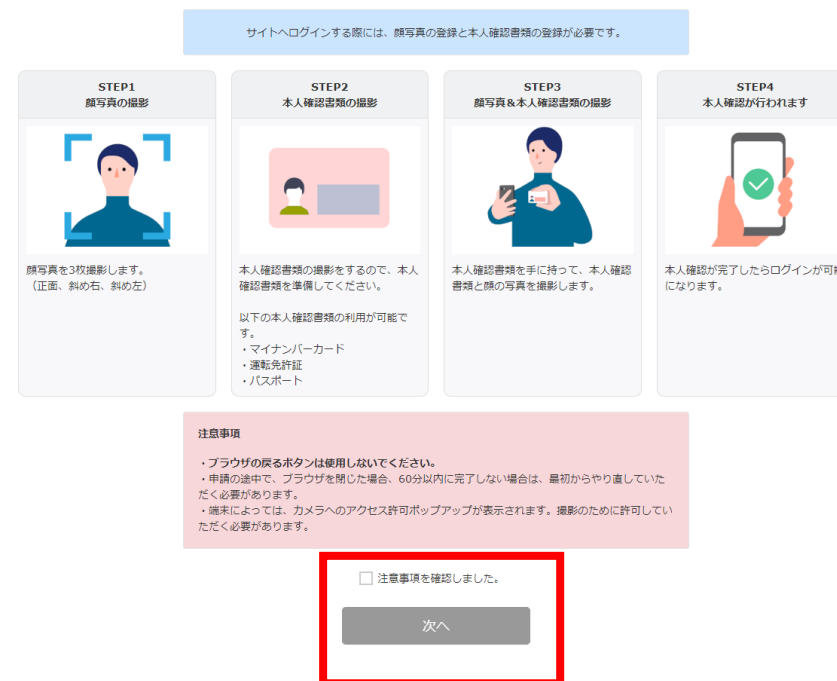 サイトへログインする際には、顔写真の登録と本人確認書類の登録が必要です。
STEP1
顔写真の撮影
顔写真を3枚撮影します。
（正面、斜め右、斜め左）
STEP2
本人確認書類の撮影
本人確認書類の撮影をするので、本人
確認書類を準備してください。
以下の本人確認書類の利用が可能で
す。
・マイナンバーカード
・運転免許証
・パスポート
STEP3
顔写真&本人確認書類の撮影
本人確認書類を手に持って、本人確認
書類と顔の写真を撮影します。
STEP4
本人確認が行われます
本人確認が完了したらログインが可能
になります。
注意事項
・ブラウザの戻るボタンは使用しないでください。
・申請の途中で、ブラウザを閉じた場合、60分以内に完了しない場合は、最初からやり直していた
だく必要があります。
・端末によっては、カメラへのアクセス許可ポップアップが表示されます。撮影のために許可してい
ただく必要があります。
注意事項を確認しました。
次へ